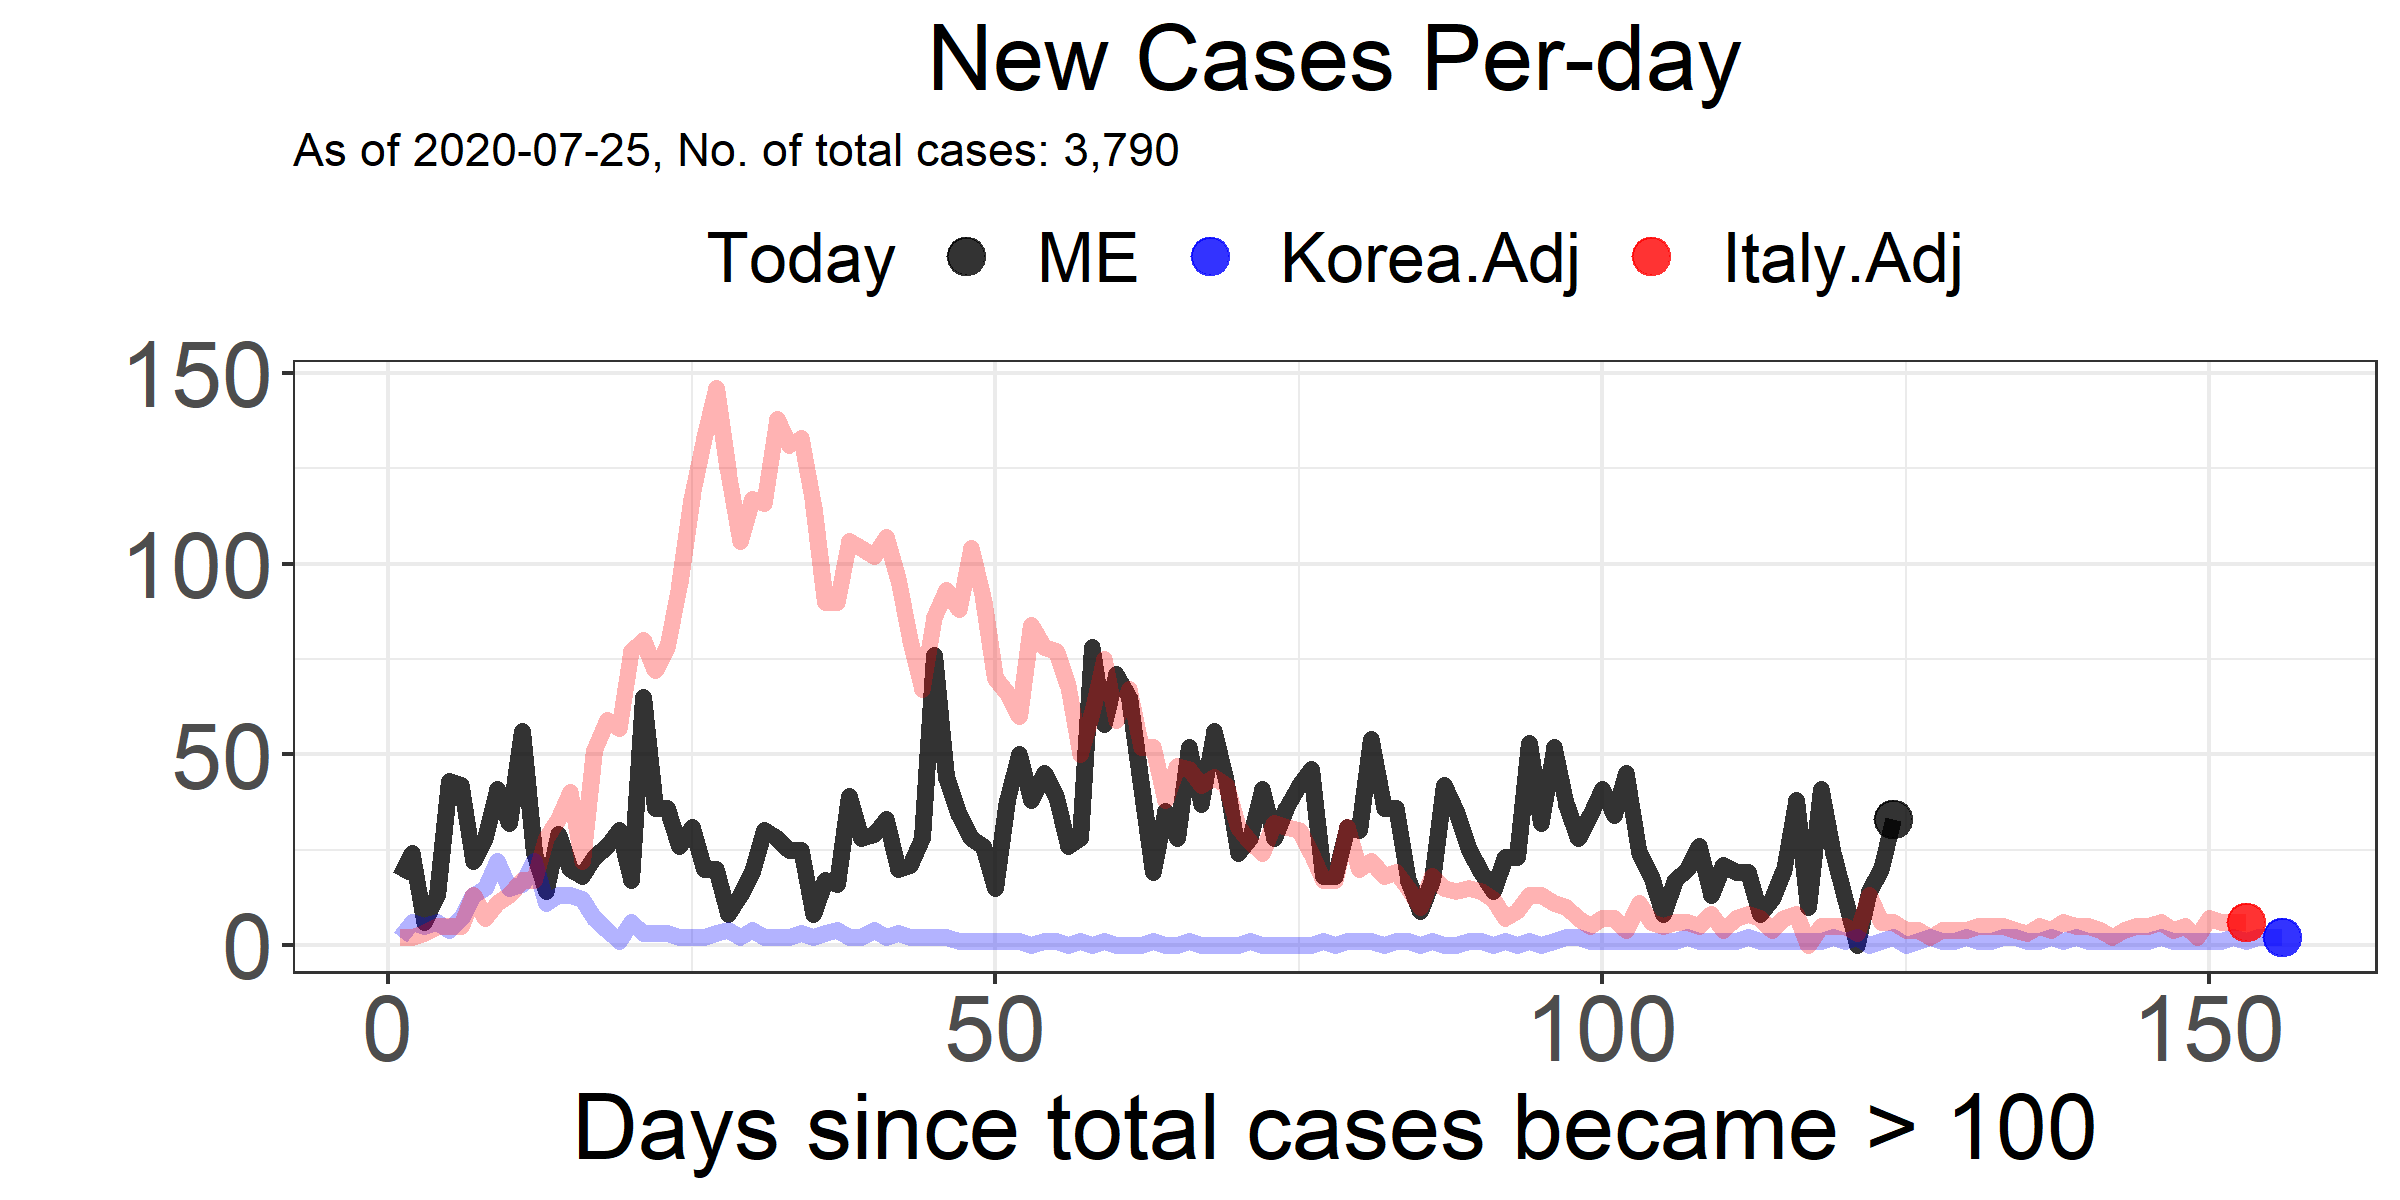 New Cases Per-day
As of 2020-07-25, No. of total cases: 3,790
Today ME Korea.Adj Italy.Adj
150
100
50
0
0 50 100 150
Days since total cases became > 100